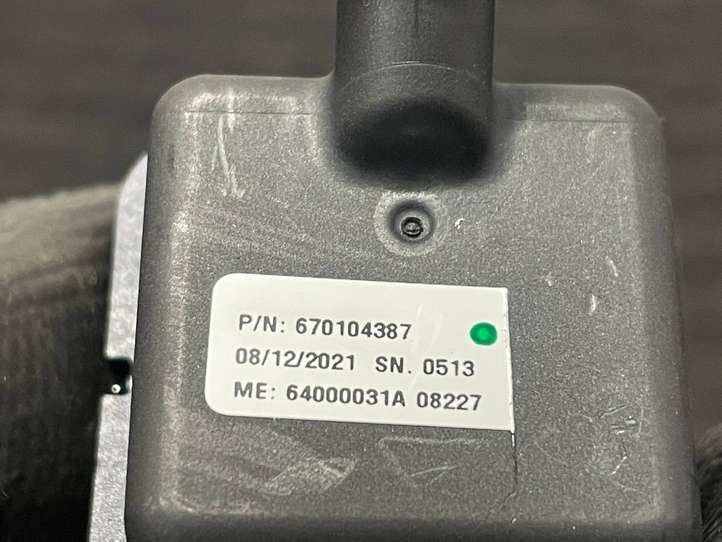 P/N: 670104387
08/12/2021 SN. 0513
ME: 64000031A 08227